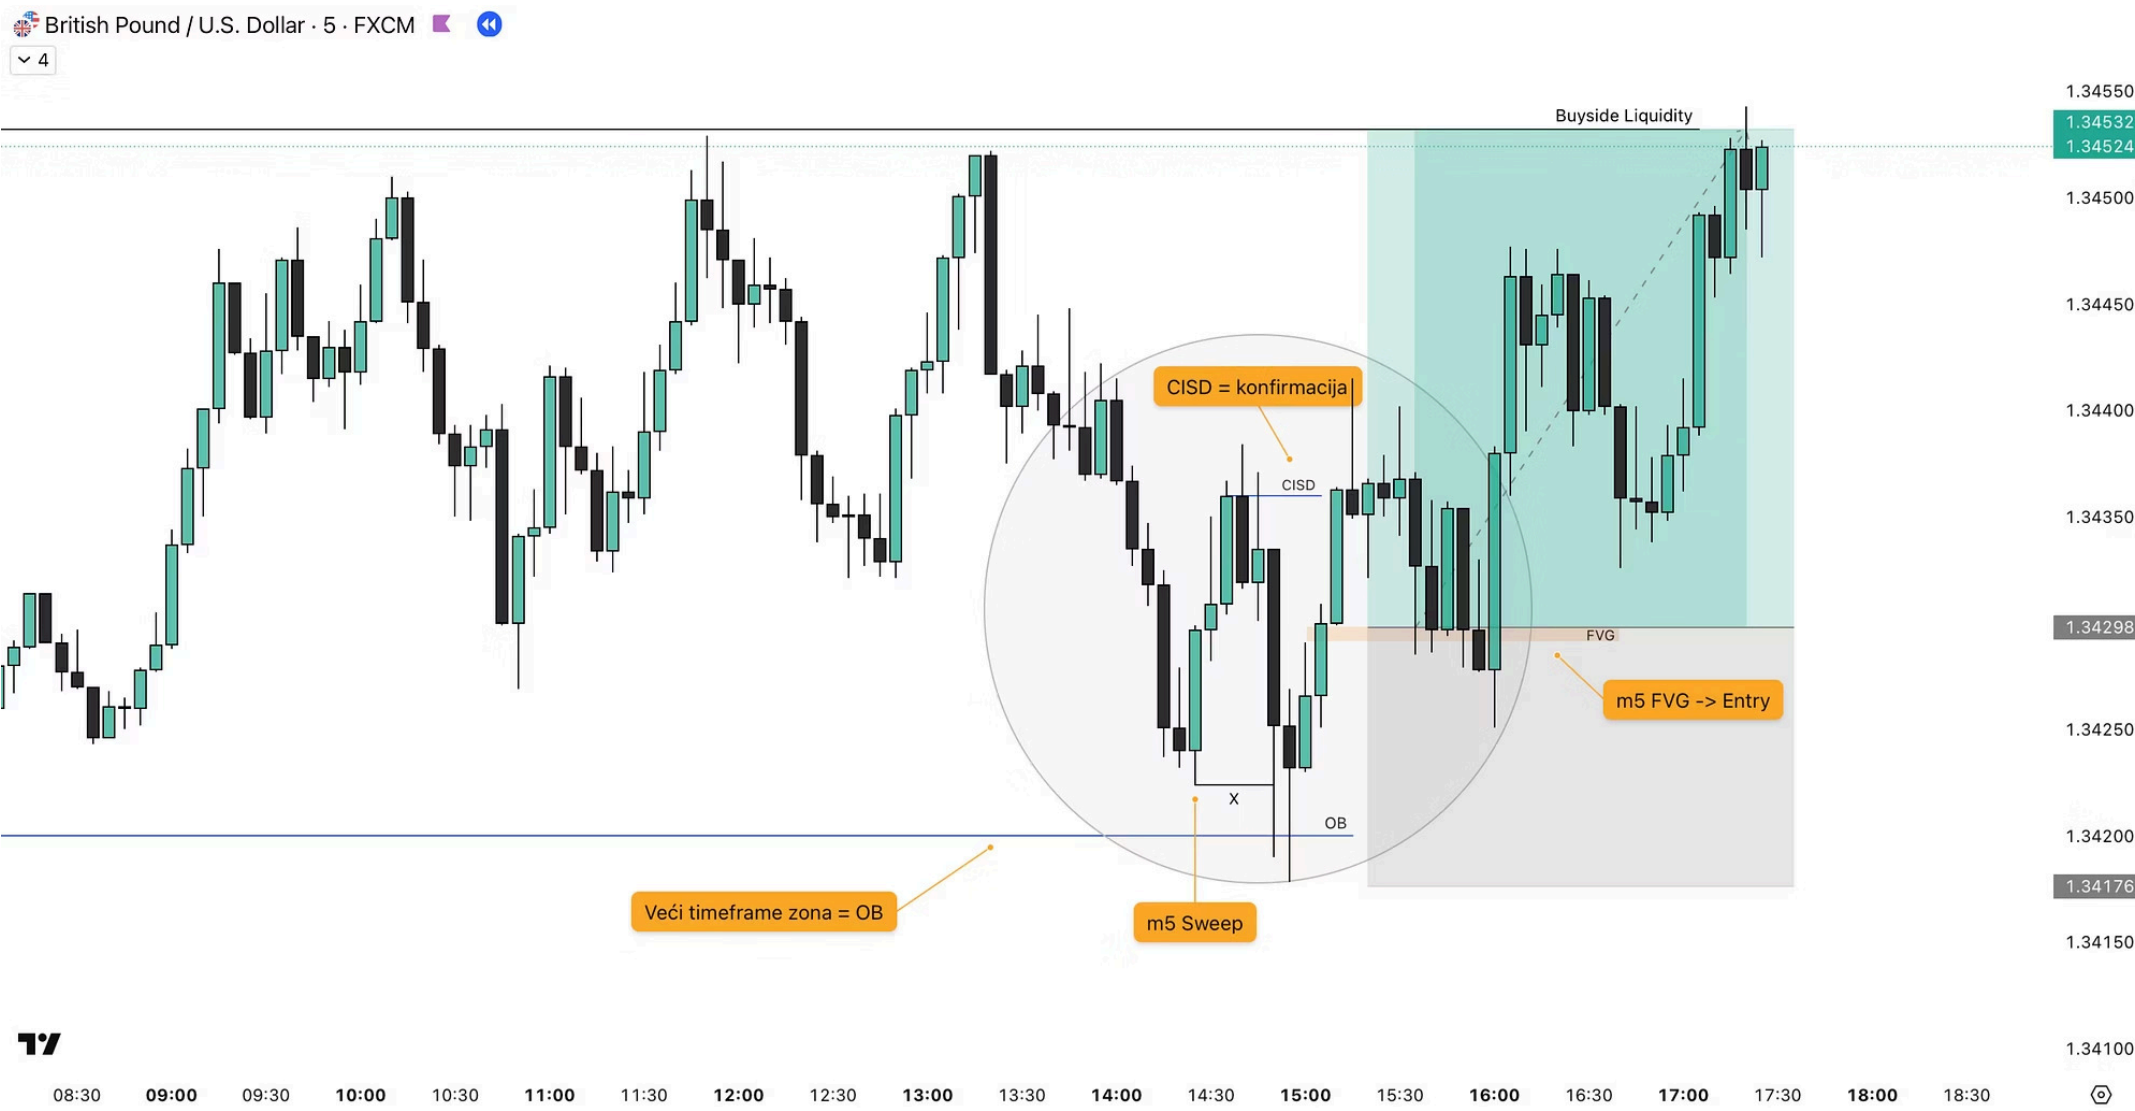 British Pound / U.S. Dollar · 5 · FXCM
4
1.34550
Buyside Liquidity
1.34532
1.34524
1.34500
1.34450
CISD = konfirmacija
1.34400
CISD
1.34350
FVG
1.34298
m5 FVG -> Entry
1.34250
X
OB
1.34200
1.34176
Veći timeframe zona = OB
m5 Sweep
1.34150
1.34100
08:30 09:00 09:30 10:00 10:30 11:00 11:30 12:00 12:30 13:00 13:30 14:00 14:30 15:00 15:30 16:00 16:30 17:00 17:30 18:00 18:30